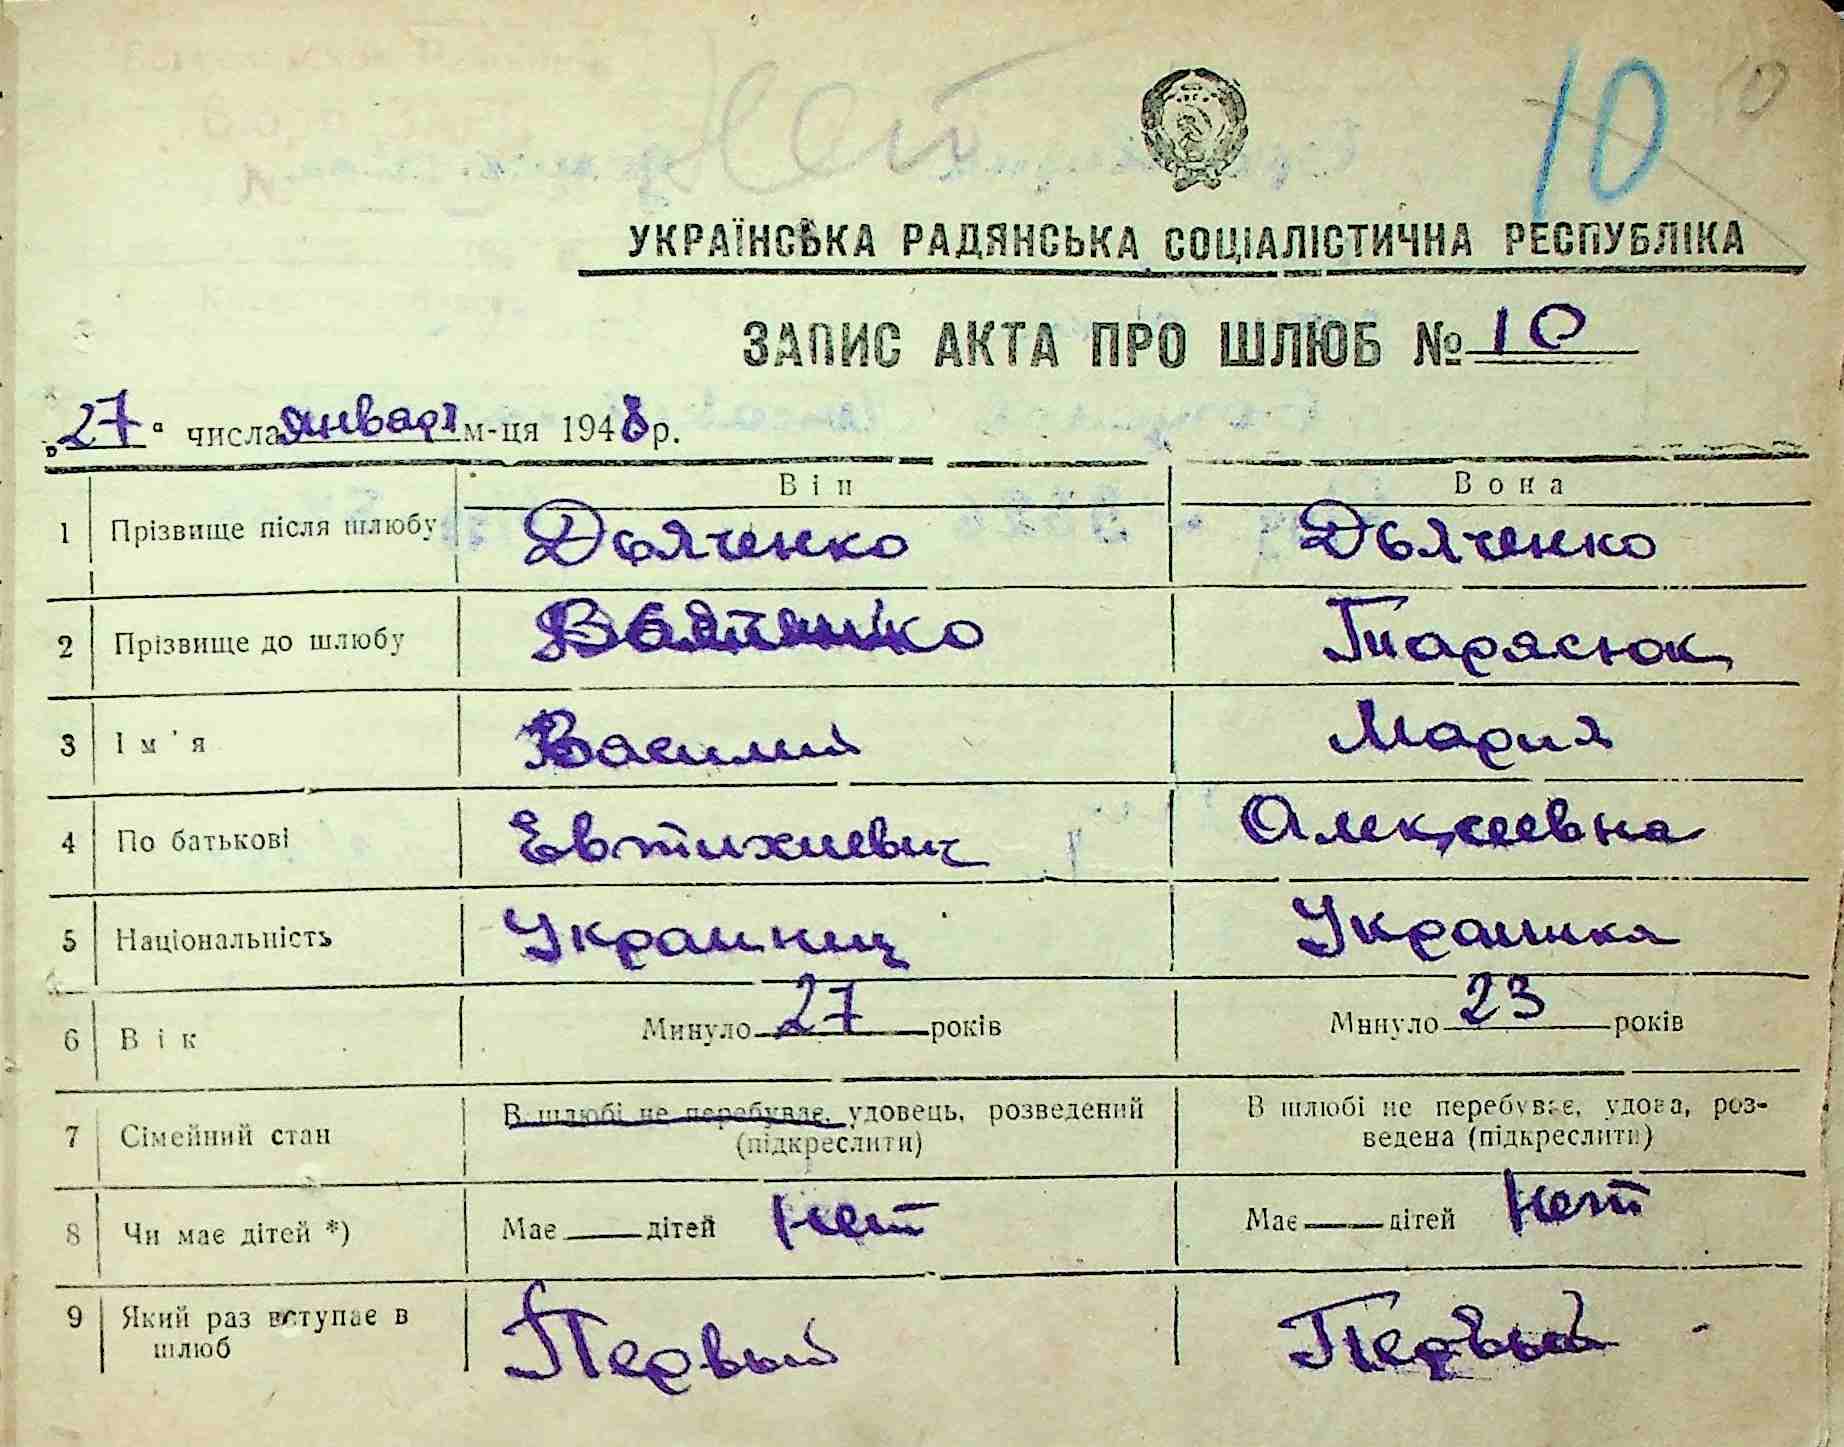 нет
10 10
УКРАЇНСЬКА РАДЯНСЬКА СОЦІАЛІСТИЧНА РЕСПУБЛІКА
ЗАПИС АКТА ПРО ШЛЮБ № 10
„27“ числа января м-ця 1948 р.
Він Вона
1 Прізвище після шлюбу Дьяченко Дьяченко
2 Прізвище до шлюбу Тарасюк
3 Ім'я Василий Мария
4 По батькові Евтихиевич Алексеевна
5 Національність Украинец Украинка
6 Вік Минуло 27 років Минуло 23 років
7 Сімейний стан В шлюбі не перебуває, удовець, розведений (підкреслити) В шлюбі не перебуває, удова, роз-
ведена (підкреслити)
8 Чи має дітей *) Має дітей нет Має дітей нет
9 Який раз вступає в шлюб Первый Первый